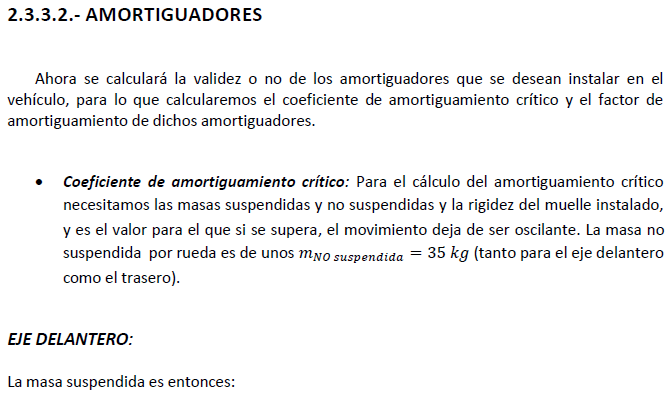 2.3.3.2.- AMORTIGUADORES
Ahora se calculará la validez o no de los amortiguadores que se desean instalar en el
vehículo, para lo que calcularemos el coeficiente de amortiguamiento crítico y el factor de
amortiguamiento de dichos amortiguadores.
• Coeficiente de amortiguamiento crítico: Para el cálculo del amortiguamiento crítico
necesitamos las masas suspendidas y no suspendidas y la rigidez del muelle instalado,
y es el valor para el que si se supera, el movimiento deja de ser oscilante. La masa no
suspendida por rueda es de unos m_{NO suspendida} = 35 kg (tanto para el eje delantero
como el trasero).
EJE DELANTERO:
La masa suspendida es entonces: